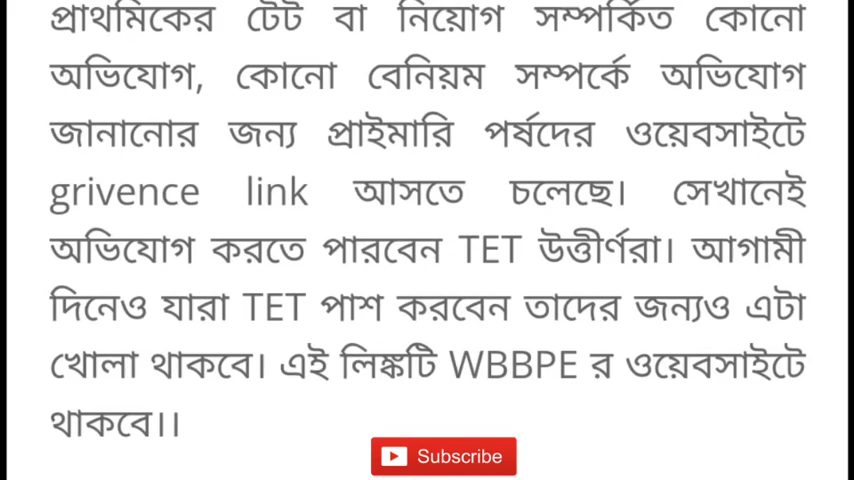 প্রাথমিকের টেট বা নিয়োগ সম্পর্কিত কোনো
অভিযোগ, কোনো বেনিয়ম সম্পর্কে অভিযোগ
জানানোর জন্য প্রাইমারি পর্ষদের ওয়েবসাইটে
grivence link আসতে চলেছে। সেখানেই
অভিযোগ করতে পারবেন TET উত্তীর্ণরা। আগামী
দিনেও যারা TET পাশ করবেন তাদের জন্যও এটা
খোলা থাকবে। এই লিঙ্কটি WBBPE র ওয়েবসাইটে
থাকবে।।
Subscribe